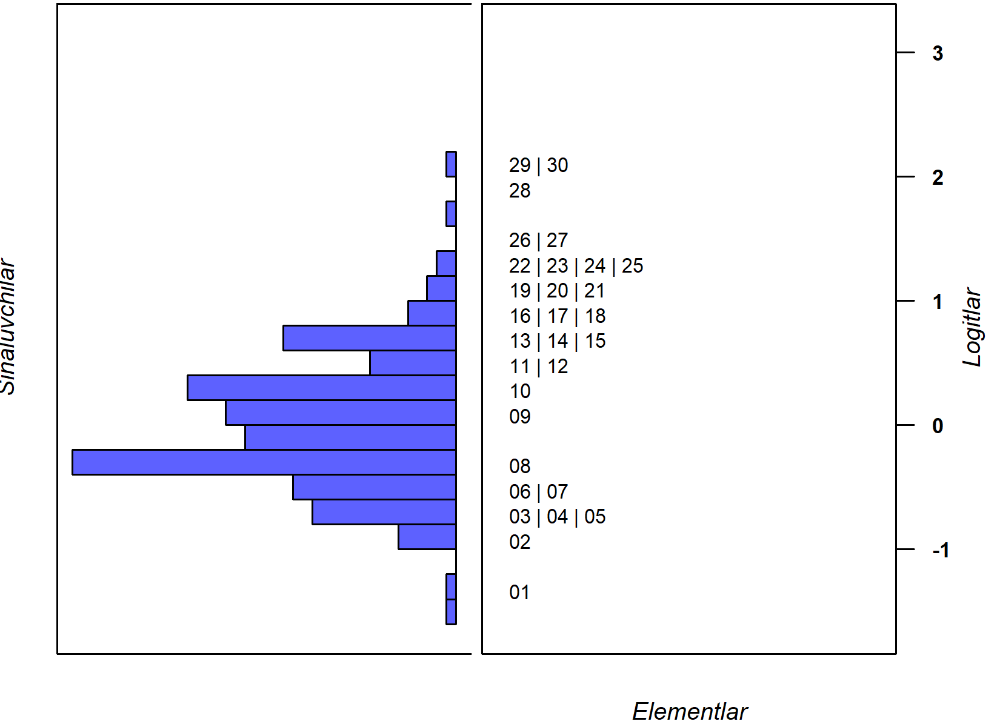 Sinaluvchilar
29 | 30
28
26 | 27
22 | 23 | 24 | 25
19 | 20 | 21
16 | 17 | 18
13 | 14 | 15
11 | 12
10
09
08
06 | 07
03 | 04 | 05
02
01
3
2
1
0
-1
Logitlar
Elementlar